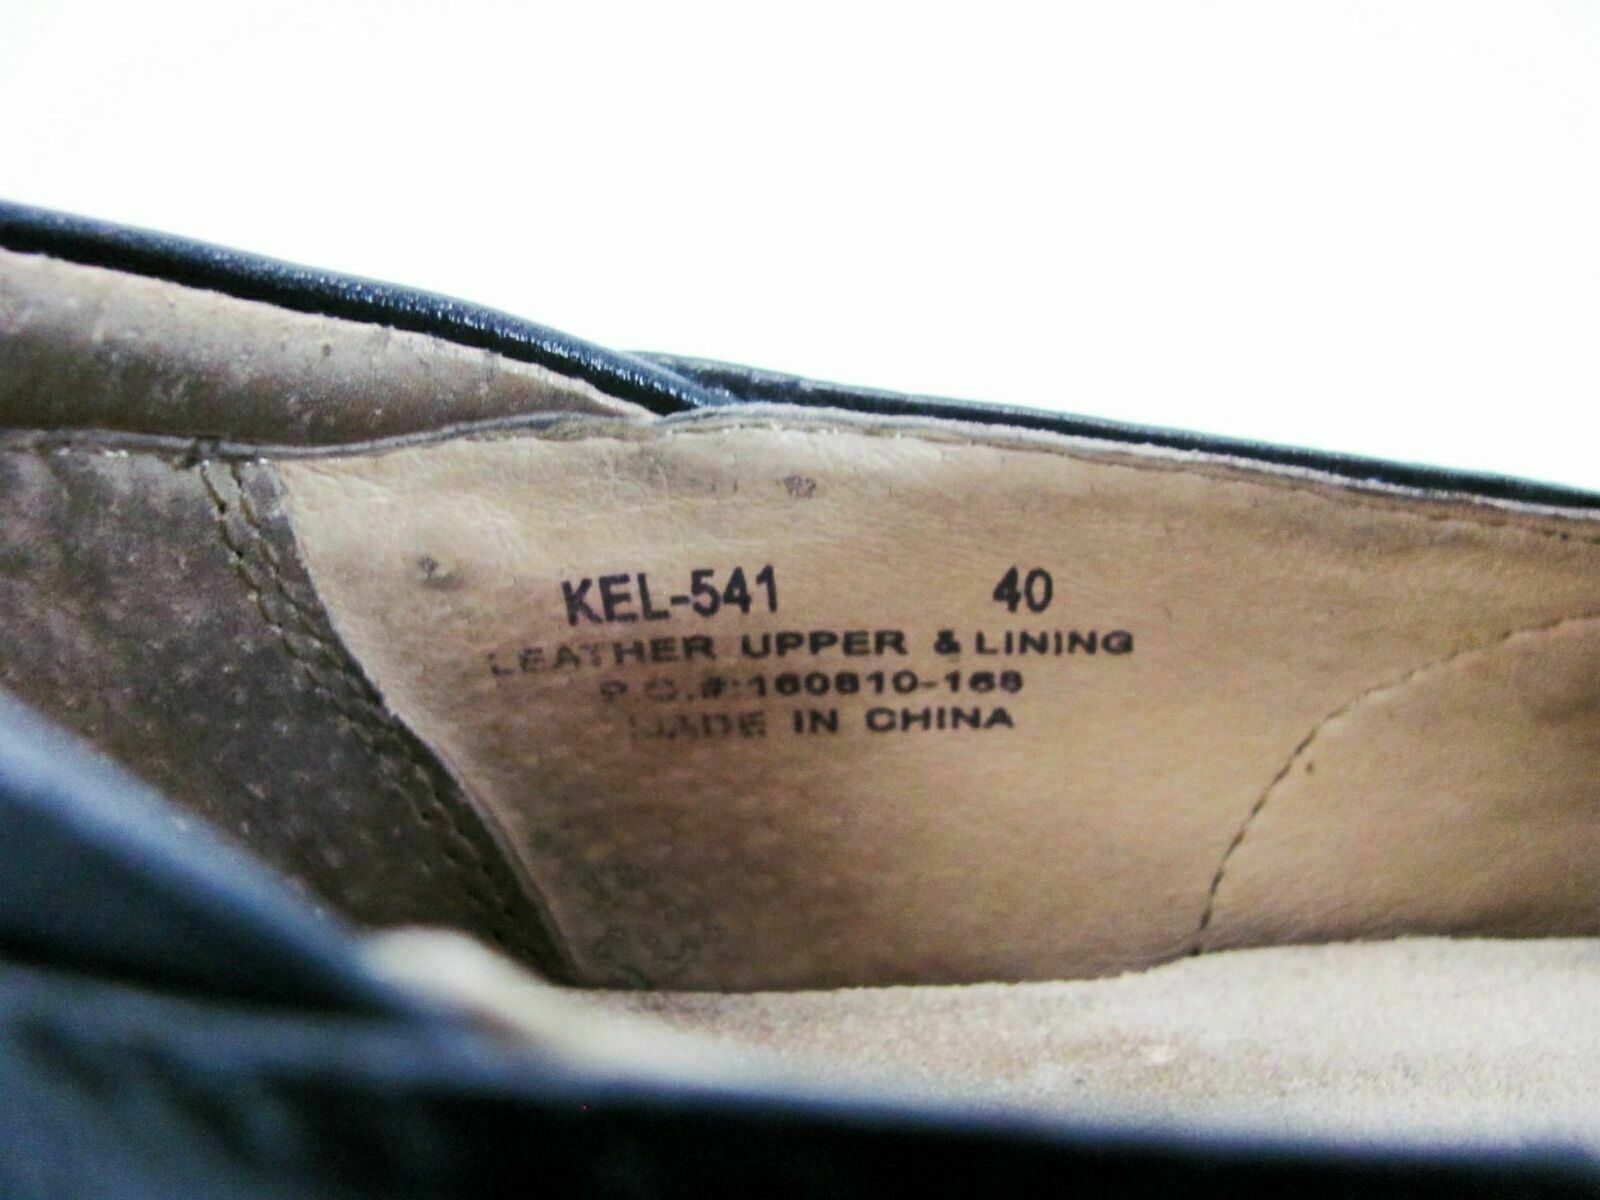 KEL-541 40
LEATHER UPPER & LINING
P.O.#:160810-168
MADE IN CHINA